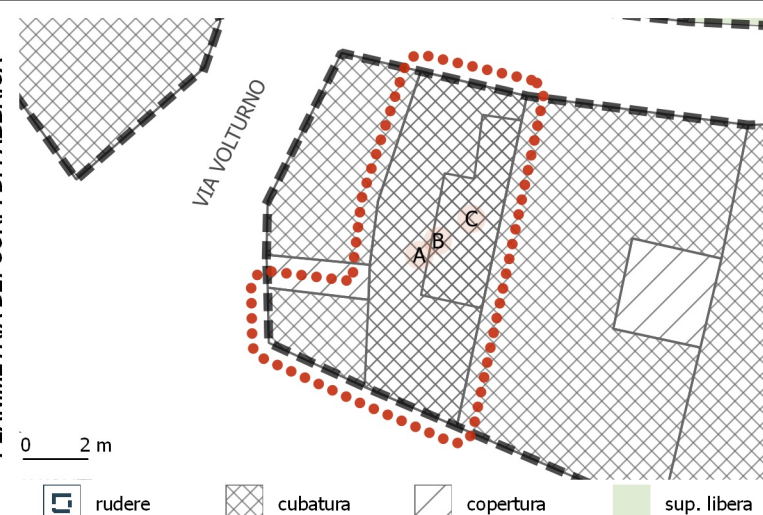 VIA VOLTURNO
A
B
C
0 2 m
rudere
cubatura
copertura
sup. libera